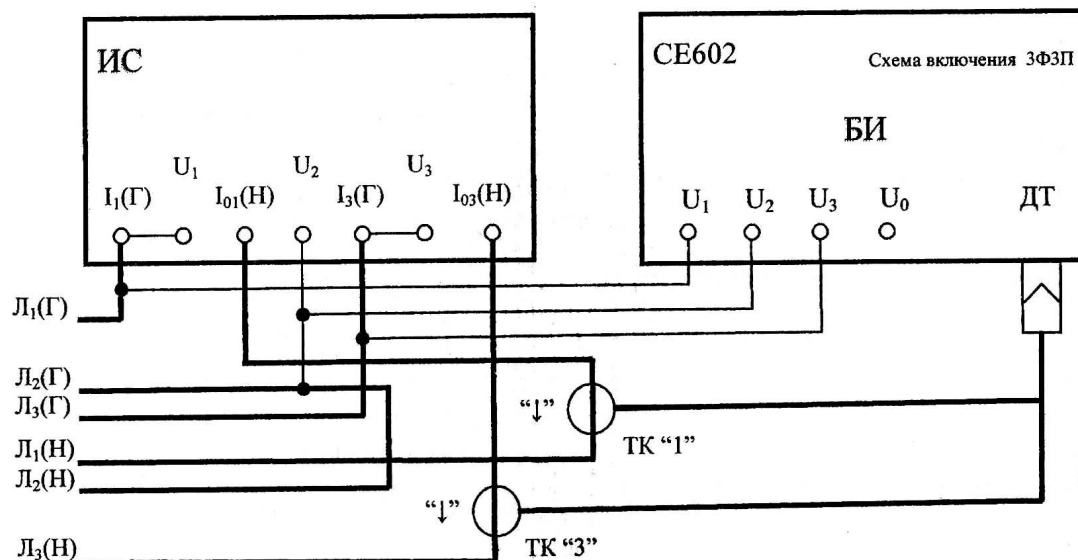 ИС
U₁
U₂
U₃
I₁(Г)
I₀₁(Н)
I₃(Г)
I₀₃(Н)
СЕ602
Схема включения 3Ф3П
БИ
U₁
U₂
U₃
U₀
ДТ
Л₁(Г)
Л₂(Г)
Л₃(Г)
Л₁(Н)
Л₂(Н)
Л₃(Н)
“↓”
ТК “1”
“↓”
ТК “3”